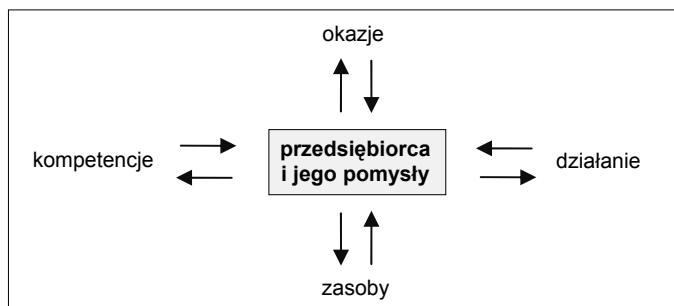 okazje
kompetencje
przedsiębiorca
i jego pomysły
działanie
zasoby